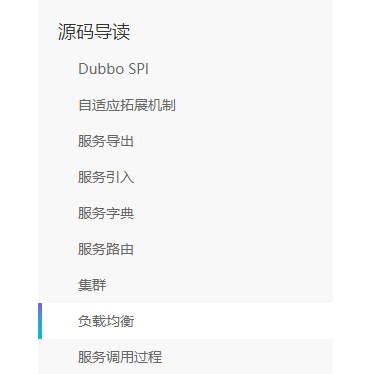 源码导读
Dubbo SPI
自适应拓展机制
服务导出
服务引入
服务字典
服务路由
集群
负载均衡
服务调用过程